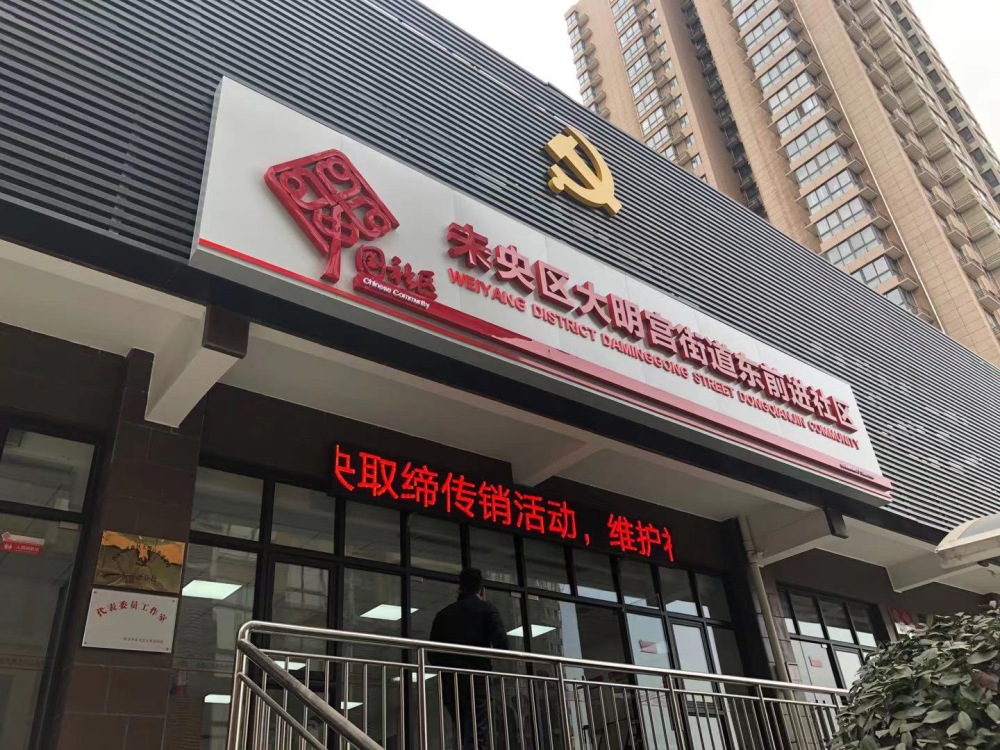 中国社区
Chinese Community
未央区大明宫街道东前进社区
WEIYANG DISTRICT DAMINGGONG STREET DONGQIANJIN COMMUNITY
取缔传销活动，维护
代表委员工作室